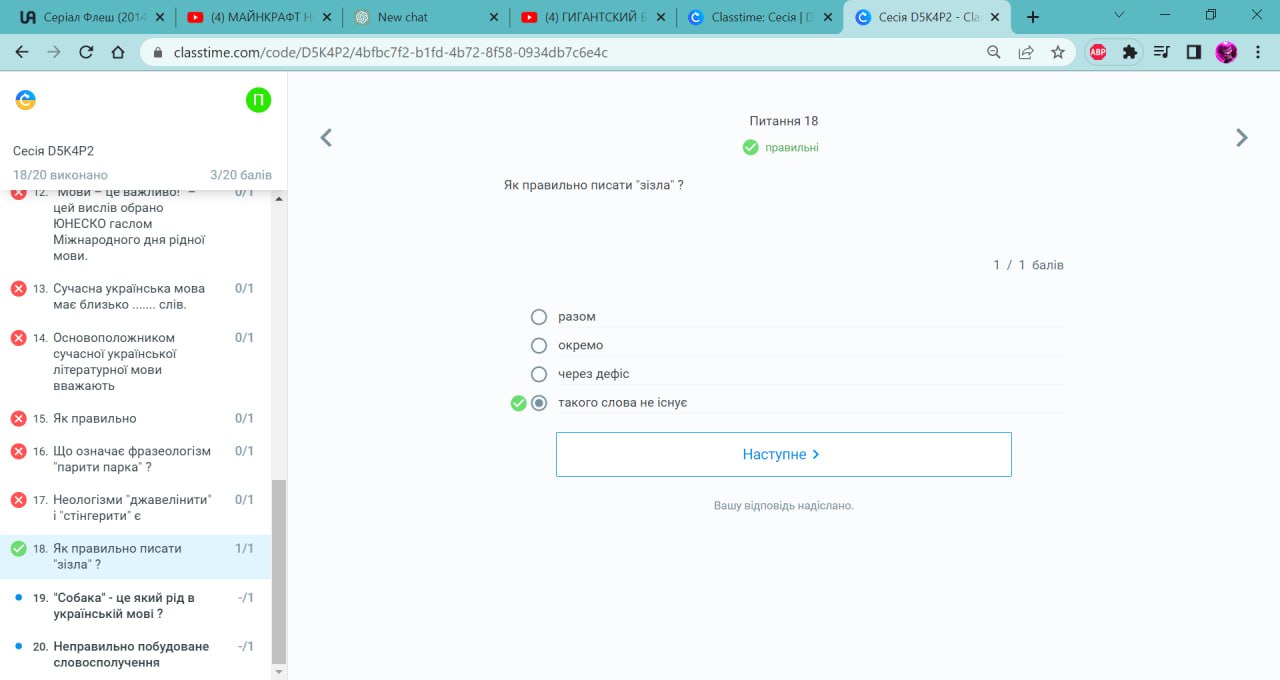 Серіал Флеш (2014
(4) МАЙНКРАФТ Н
New chat
(4) ГИГАНТСКИЙ Б
Classtime: Сесія | D
Сесія D5K4P2 - Cla
classtime.com/code/D5K4P2/4bfbc7f2-b1fd-4b72-8f58-0934db7c6e4c
ABP
П
Сесія D5K4P2
18/20 виконано 3/20 балів
12. "Мови – це важливо!" – 0/1
цей вислів обрано
ЮНЕСКО гаслом
Міжнародного дня рідної
мови.
13. Сучасна українська мова 0/1
має близько ....... слів.
14. Основоположником 0/1
сучасної української
літературної мови
вважають
15. Як правильно 0/1
16. Що означає фразеологізм 0/1
"парити парка" ?
17. Неологізми "джавелініти" 0/1
і "стінгерити" є
18. Як правильно писати 1/1
"зізла" ?
19. "Собака" - це який рід в -/1
українській мові ?
20. Неправильно побудоване -/1
словосполучення
Питання 18
правильні
Як правильно писати "зізла" ?
1 / 1 балів
разом
окремо
через дефіс
такого слова не існує
Наступне
Вашу відповідь надіслано.